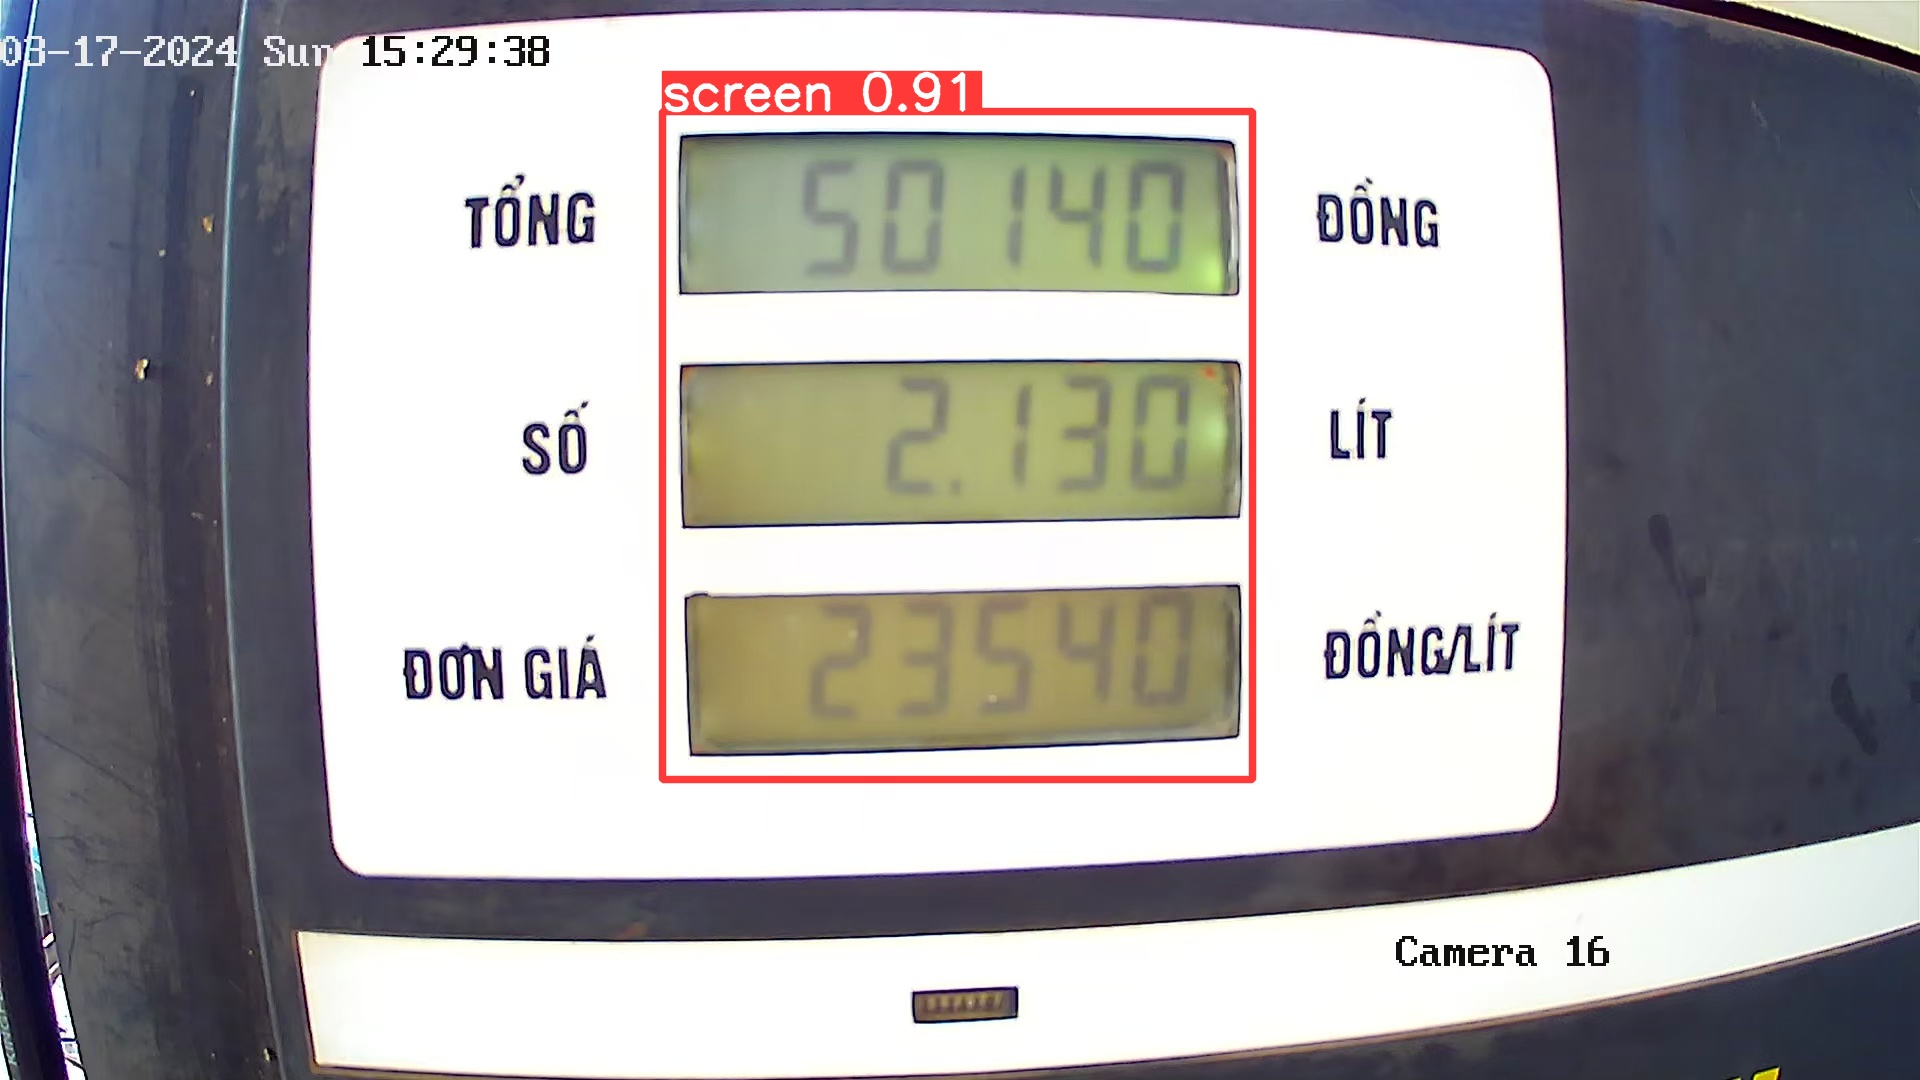 03-17-2024 Sun 15:29:38
screen 0.91
TỔNG 50140 ĐỒNG
SỐ 2.130 LÍT
ĐƠN GIÁ 23540 ĐỒNG/LÍT
Camera 16